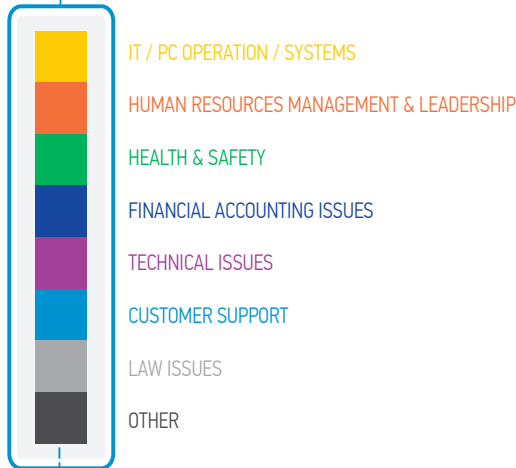 IT / PC OPERATION / SYSTEMS
HUMAN RESOURCES MANAGEMENT & LEADERSHIP
HEALTH & SAFETY
FINANCIAL ACCOUNTING ISSUES
TECHNICAL ISSUES
CUSTOMER SUPPORT
LAW ISSUES
OTHER